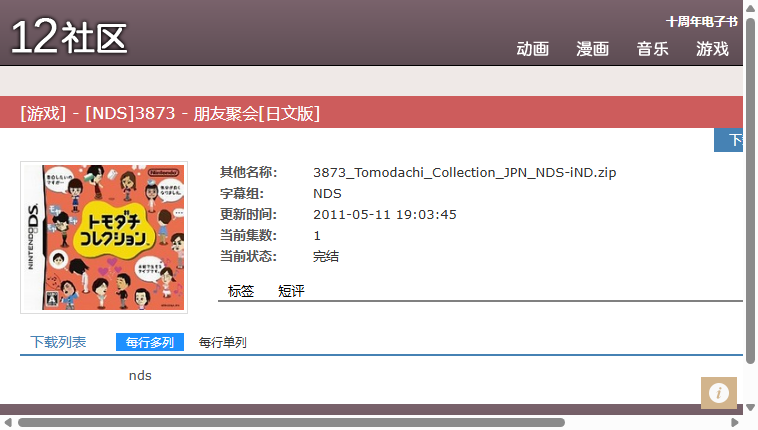 12社区
十周年电子书
动画 漫画 音乐 游戏
[游戏] - [NDS]3873 - 朋友聚会[日文版]
NINTENDO DS
Nintendo
トモダチ
コレクション
其他名称: 3873_Tomodachi_Collection_JPN_NDS-iND.zip
字幕组: NDS
更新时间: 2011-05-11 19:03:45
当前集数: 1
当前状态: 完结
标签 短评
下载列表 每行多列 每行单列
nds